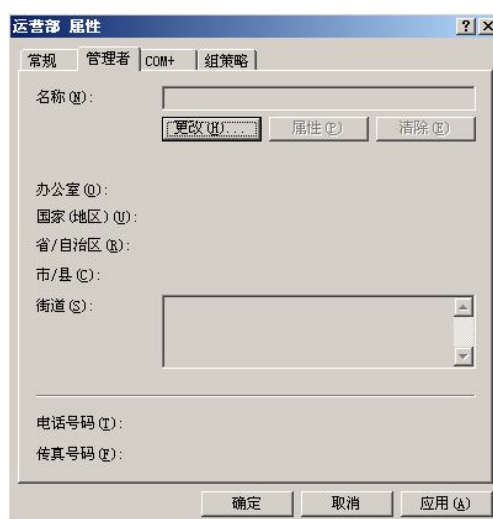 运营部 属性
常规 管理者 COM+ 组策略
名称(N):
更改(H)... 属性(P) 清除(E)
办公室(O):
国家(地区)(U):
省/自治区(R):
市/县(C):
街道(S):
电话号码(T):
传真号码(F):
确定 取消 应用(A)